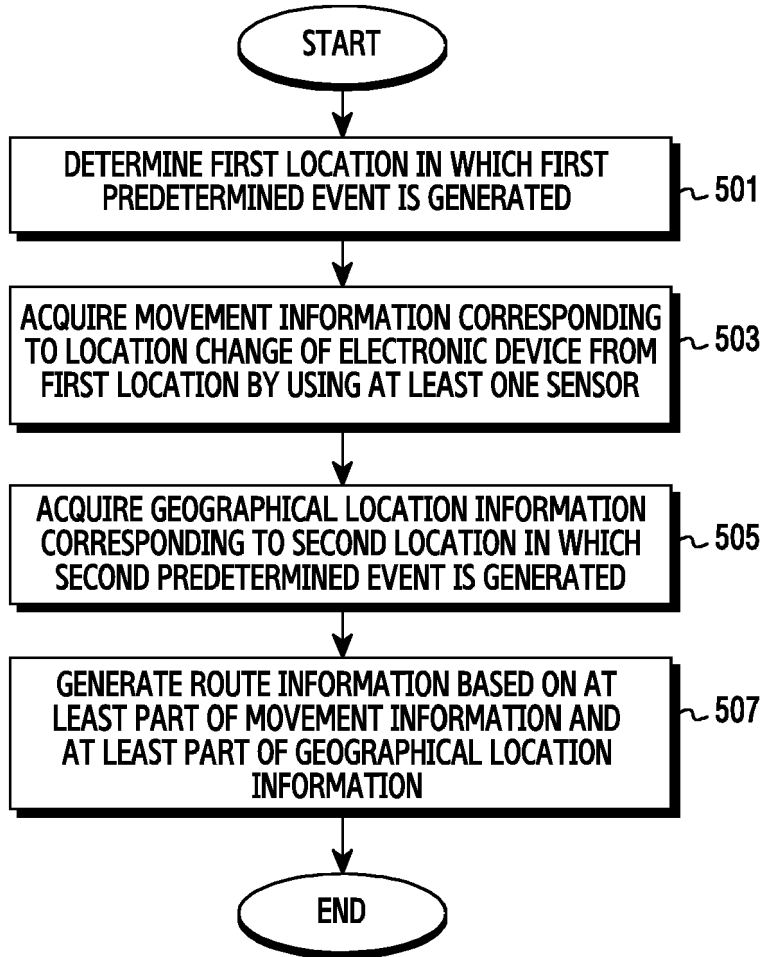 START
DETERMINE FIRST LOCATION IN WHICH FIRST
PREDETERMINED EVENT IS GENERATED
501
ACQUIRE MOVEMENT INFORMATION CORRESPONDING
TO LOCATION CHANGE OF ELECTRONIC DEVICE FROM
FIRST LOCATION BY USING AT LEAST ONE SENSOR
503
ACQUIRE GEOGRAPHICAL LOCATION INFORMATION
CORRESPONDING TO SECOND LOCATION IN WHICH
SECOND PREDETERMINED EVENT IS GENERATED
505
GENERATE ROUTE INFORMATION BASED ON AT
LEAST PART OF MOVEMENT INFORMATION AND
AT LEAST PART OF GEOGRAPHICAL LOCATION
INFORMATION
507
END